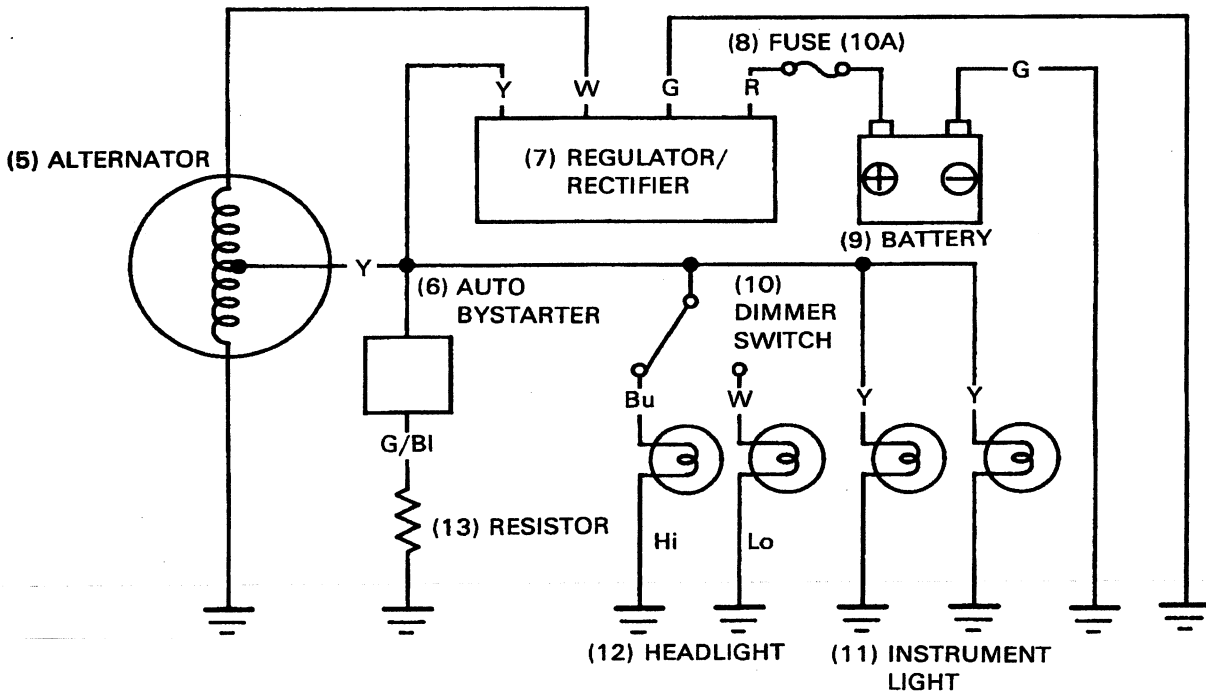 (8) FUSE (10A)
Y
W
G
R
G
(5) ALTERNATOR
(7) REGULATOR/
RECTIFIER
(9) BATTERY
Y
(6) AUTO
BYSTARTER
(10)
DIMMER
SWITCH
Bu
W
Y
Y
G/Bl
(13) RESISTOR
Hi
Lo
(12) HEADLIGHT
(11) INSTRUMENT
LIGHT